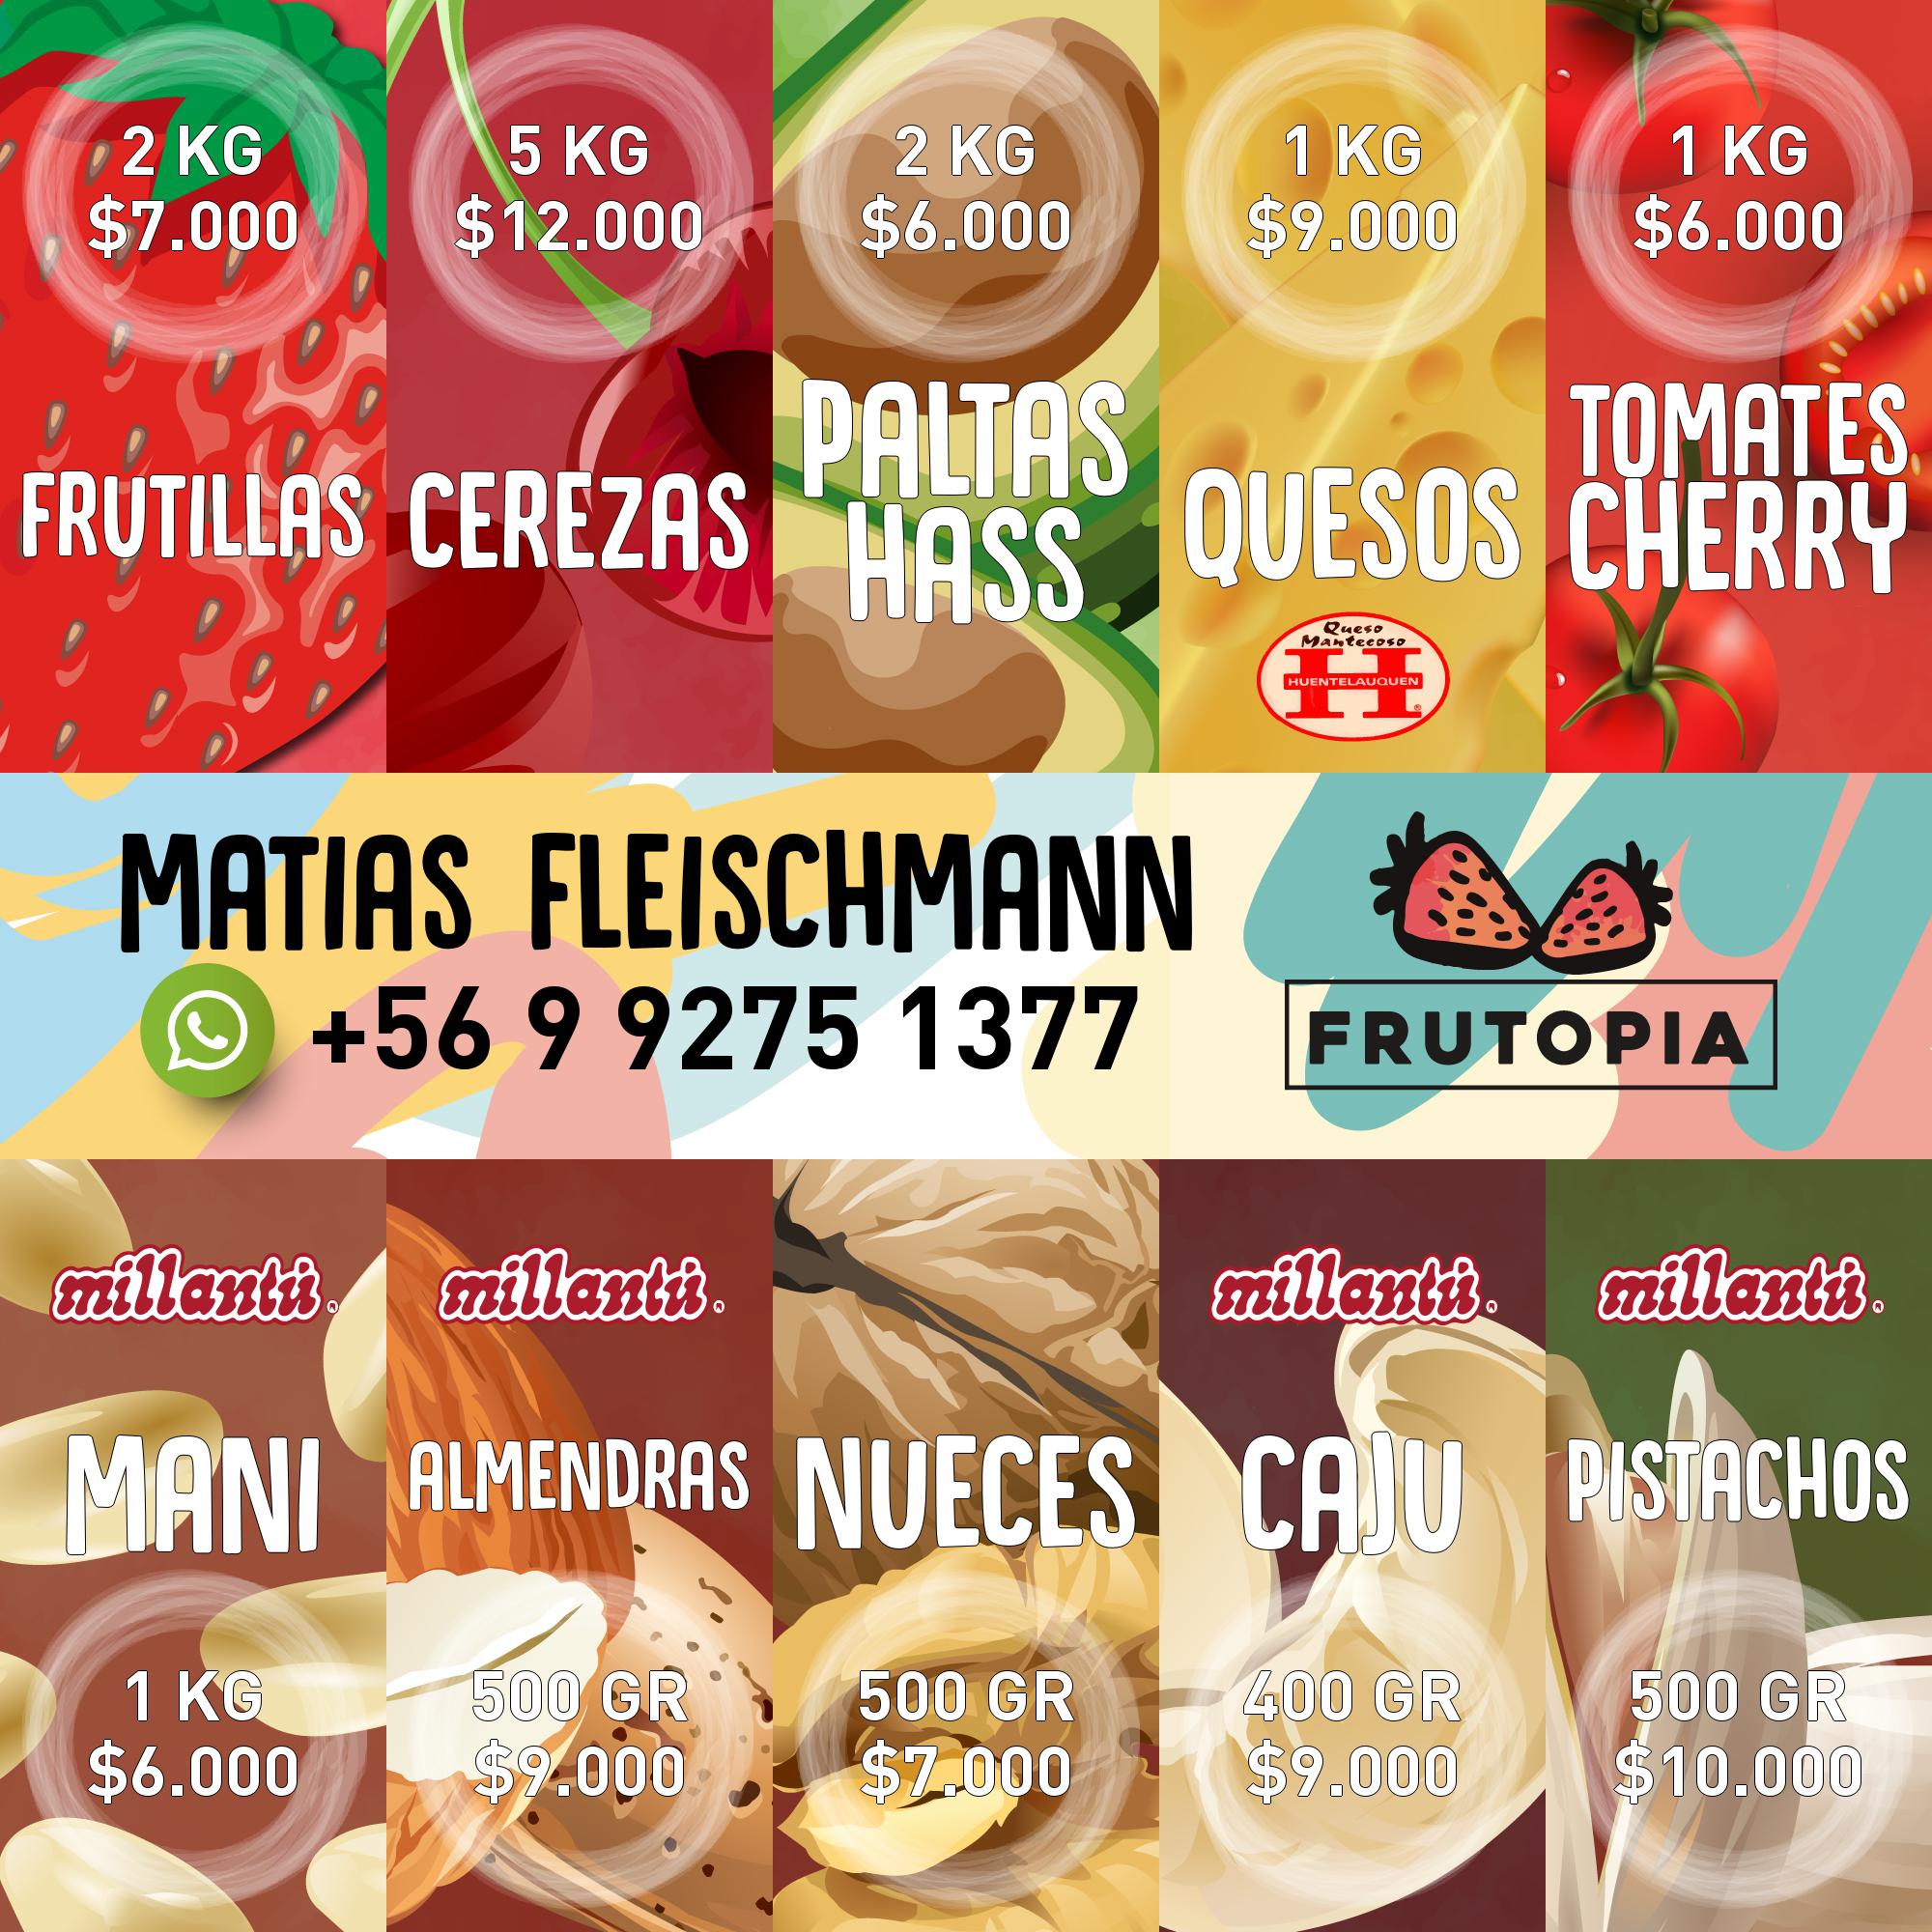 2 KG
$7.000
FRUTILLAS
5 KG
$12.000
CEREZAS
2 KG
$6.000
PALTAS
HASS
1 KG
$9.000
QUESOS
Queso
Mantecoso
H
HUENTELAUQUEN
®
1 KG
$6.000
TOMATES
CHERRY
MATIAS FLEISCHMANN
+56 9 9275 1377
FRUTOPIA
millantú®
MANI
1 KG
$6.000
millantú®
ALMENDRAS
500 GR
$9.000
NUECES
500 GR
$7.000
millantú®
CAJU
400 GR
$9.000
millantú®
PISTACHOS
500 GR
$10.000